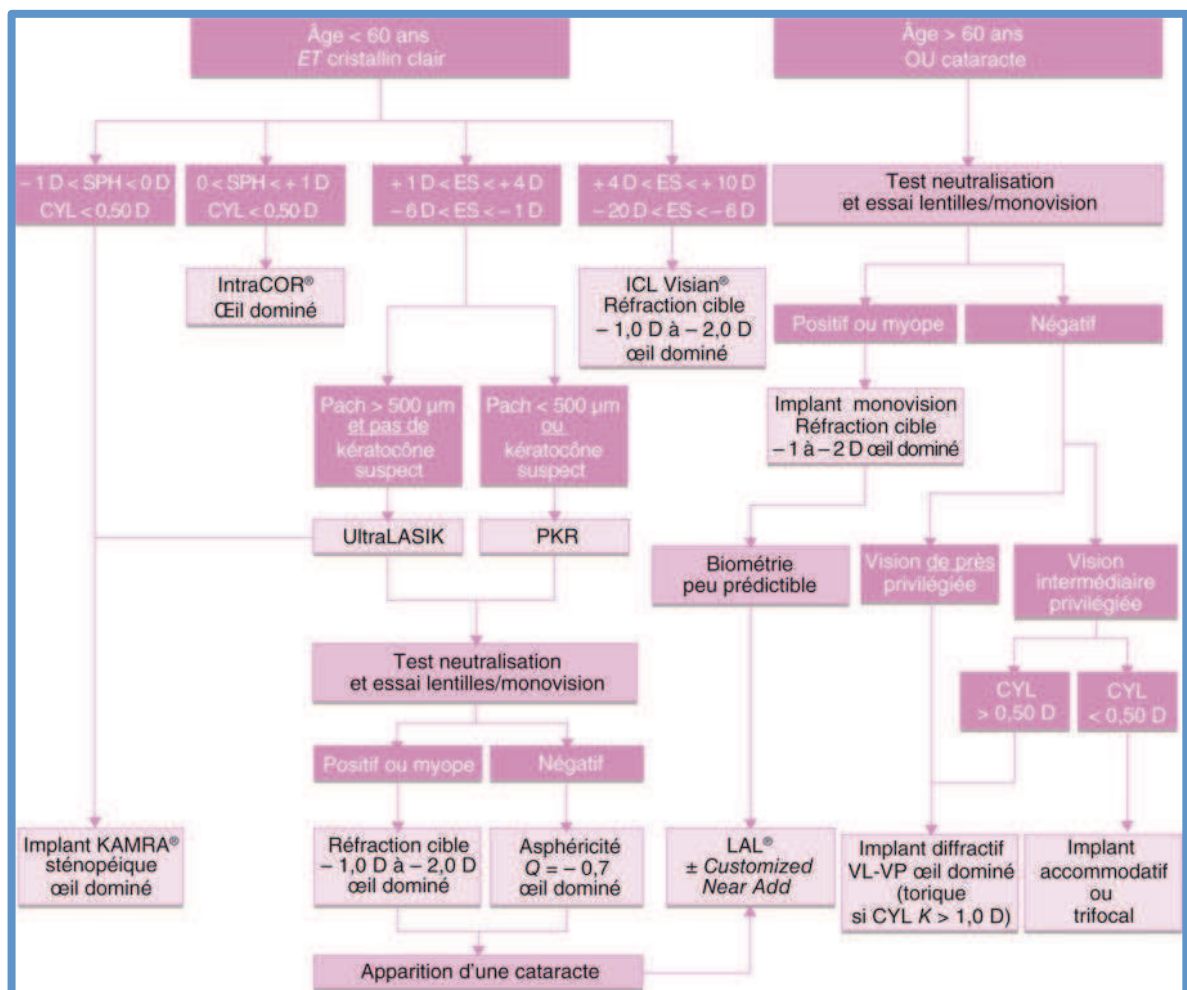 Âge < 60 ans
ET cristallin clair
Âge > 60 ans
OU cataracte
– 1 D < SPH < 0 D
CYL < 0,50 D
0 < SPH < + 1 D
CYL < 0,50 D
+ 1 D < ES < + 4 D
– 6 D < ES < – 1 D
+ 4 D < ES < + 10 D
– 20 D < ES < – 6 D
Test neutralisation
et essai lentilles/monovision
IntraCOR®
Œil dominé
ICL Visian®
Réfraction cible
– 1,0 D à – 2,0 D
œil dominé
Positif ou myope
Négatif
Pach > 500 µm
et pas de
kératocône
suspect
Pach < 500 µm
ou
kératocône
suspect
Implant monovision
Réfraction cible
– 1 à – 2 D œil dominé
UltraLASIK
PKR
Biométrie
peu prédictible
Vision de près
privilégiée
Vision
intermédiaire
privilégiée
Test neutralisation
et essai lentilles/monovision
CYL
> 0,50 D
CYL
< 0,50 D
Positif ou myope
Négatif
Implant KAMRA®
sténopéique
œil dominé
Réfraction cible
– 1,0 D à – 2,0 D
œil dominé
Asphéricité
Q = – 0,7
œil dominé
LAL®
± Customized
Near Add
Implant diffractif
VL-VP œil dominé
(torique
si CYL K > 1,0 D)
Implant
accommodatif
ou
trifocal
Apparition d'une cataracte